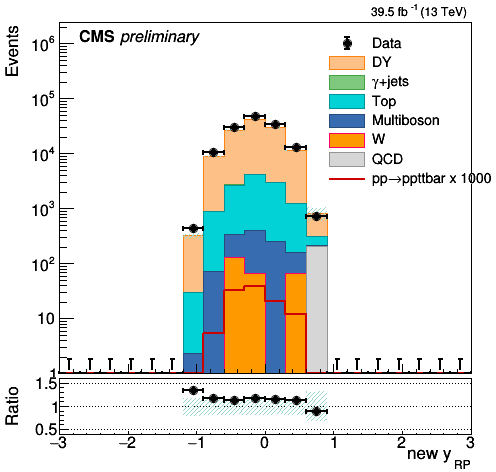 39.5 fb⁻¹ (13 TeV)
CMS preliminary
Events
10⁶
10⁵
10⁴
10³
10²
10
1
Data
DY
γ+jets
Top
Multiboson
W
QCD
pp→ppttbar x 1000
Ratio
1.5
1
0.5
−3 −2 −1 0 1 2 3
new y_RP